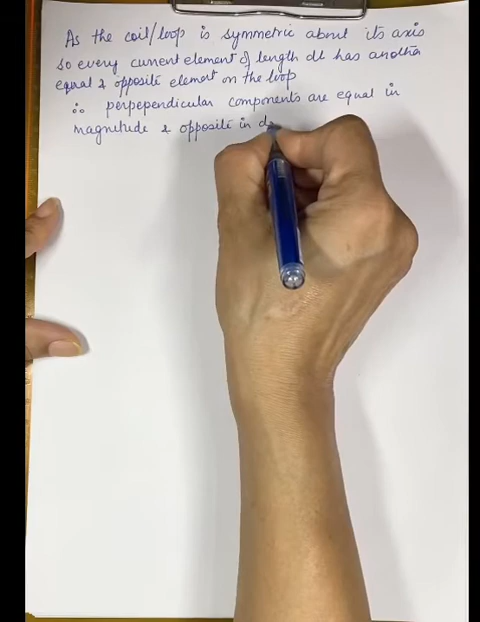 As the coil/loop is symmetric about its axis
so every current element of length dl has another
equal & opposite element on the loop
∴ perpependicular components are equal in
magnetude & opposite in d